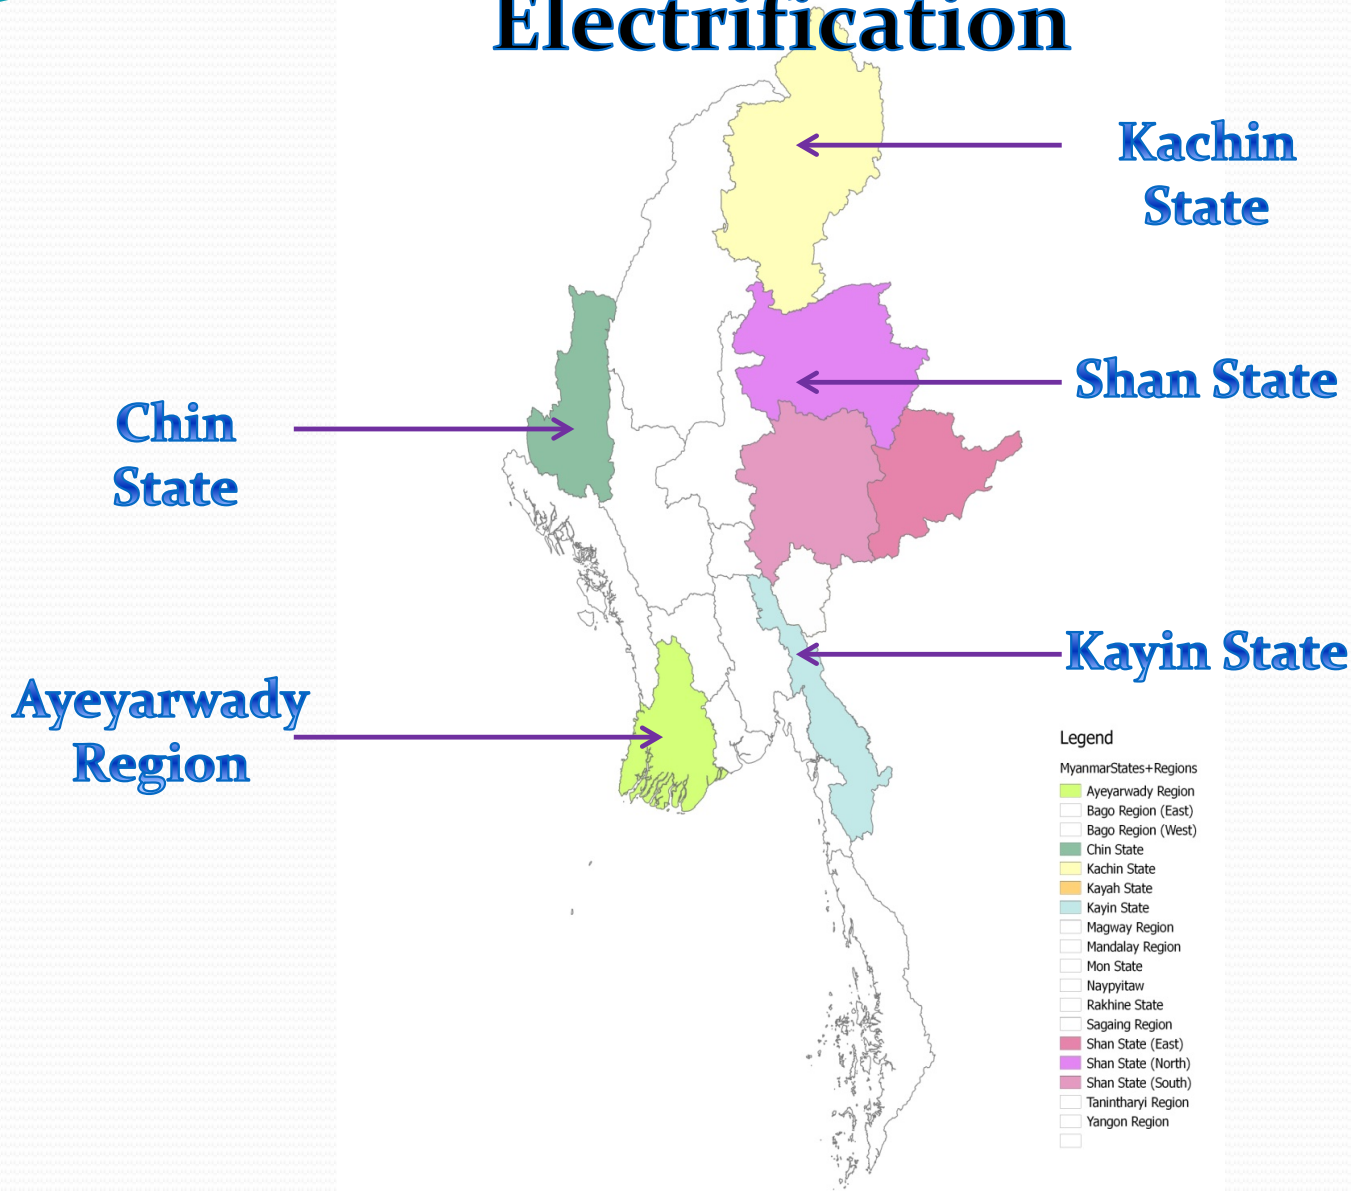 Electrification
Kachin
State
Shan State
Chin
State
Kayin State
Ayeyarwady
Region
Legend
MyanmarStates+Regions
Ayeyarwady Region
Bago Region (East)
Bago Region (West)
Chin State
Kachin State
Kayah State
Kayin State
Magway Region
Mandalay Region
Mon State
Naypyitaw
Rakhine State
Sagaing Region
Shan State (East)
Shan State (North)
Shan State (South)
Tanintharyi Region
Yangon Region